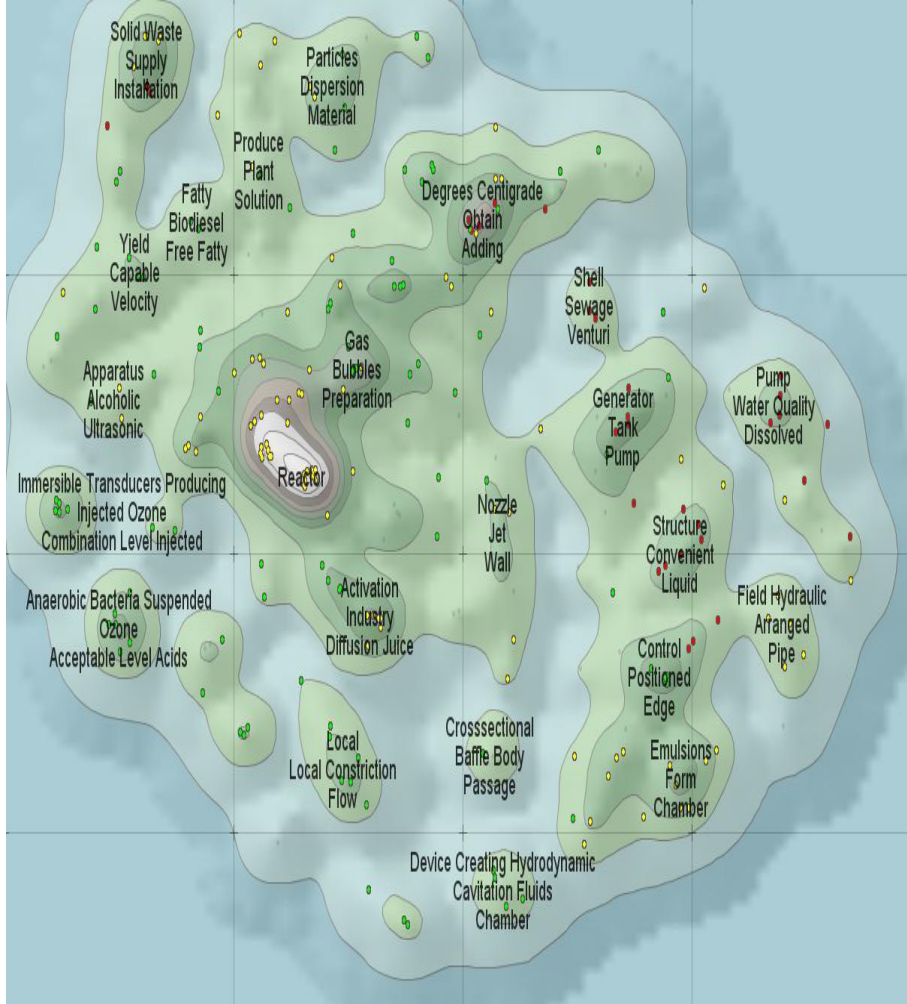 Solid Waste
Supply
Installation
Particles
Dispersion
Material
Produce
Plant
Solution
Fatty
Biodiesel
Free Fatty
Degrees Centigrade
Obtain
Adding
Yield
Capable
Velocity
Shell
Sewage
Venturi
Gas
Bubbles
Preparation
Apparatus
Alcoholic
Ultrasonic
Generator
Tank
Pump
Pump
Water Quality
Dissolved
Reactor
Immersible Transducers Producing
Injected Ozone
Combination Level Injected
Nozzle
Jet
Wall
Structure
Convenient
Liquid
Anaerobic Bacteria Suspended
Ozone
Acceptable Level Acids
Activation
Industry
Diffusion Juice
Field Hydraulic
Arranged
Pipe
Control
Positioned
Edge
Local
Local Constriction
Flow
Crosssectional
Baffle Body
Passage
Emulsions
Form
Chamber
Device Creating Hydrodynamic
Cavitation Fluids
Chamber